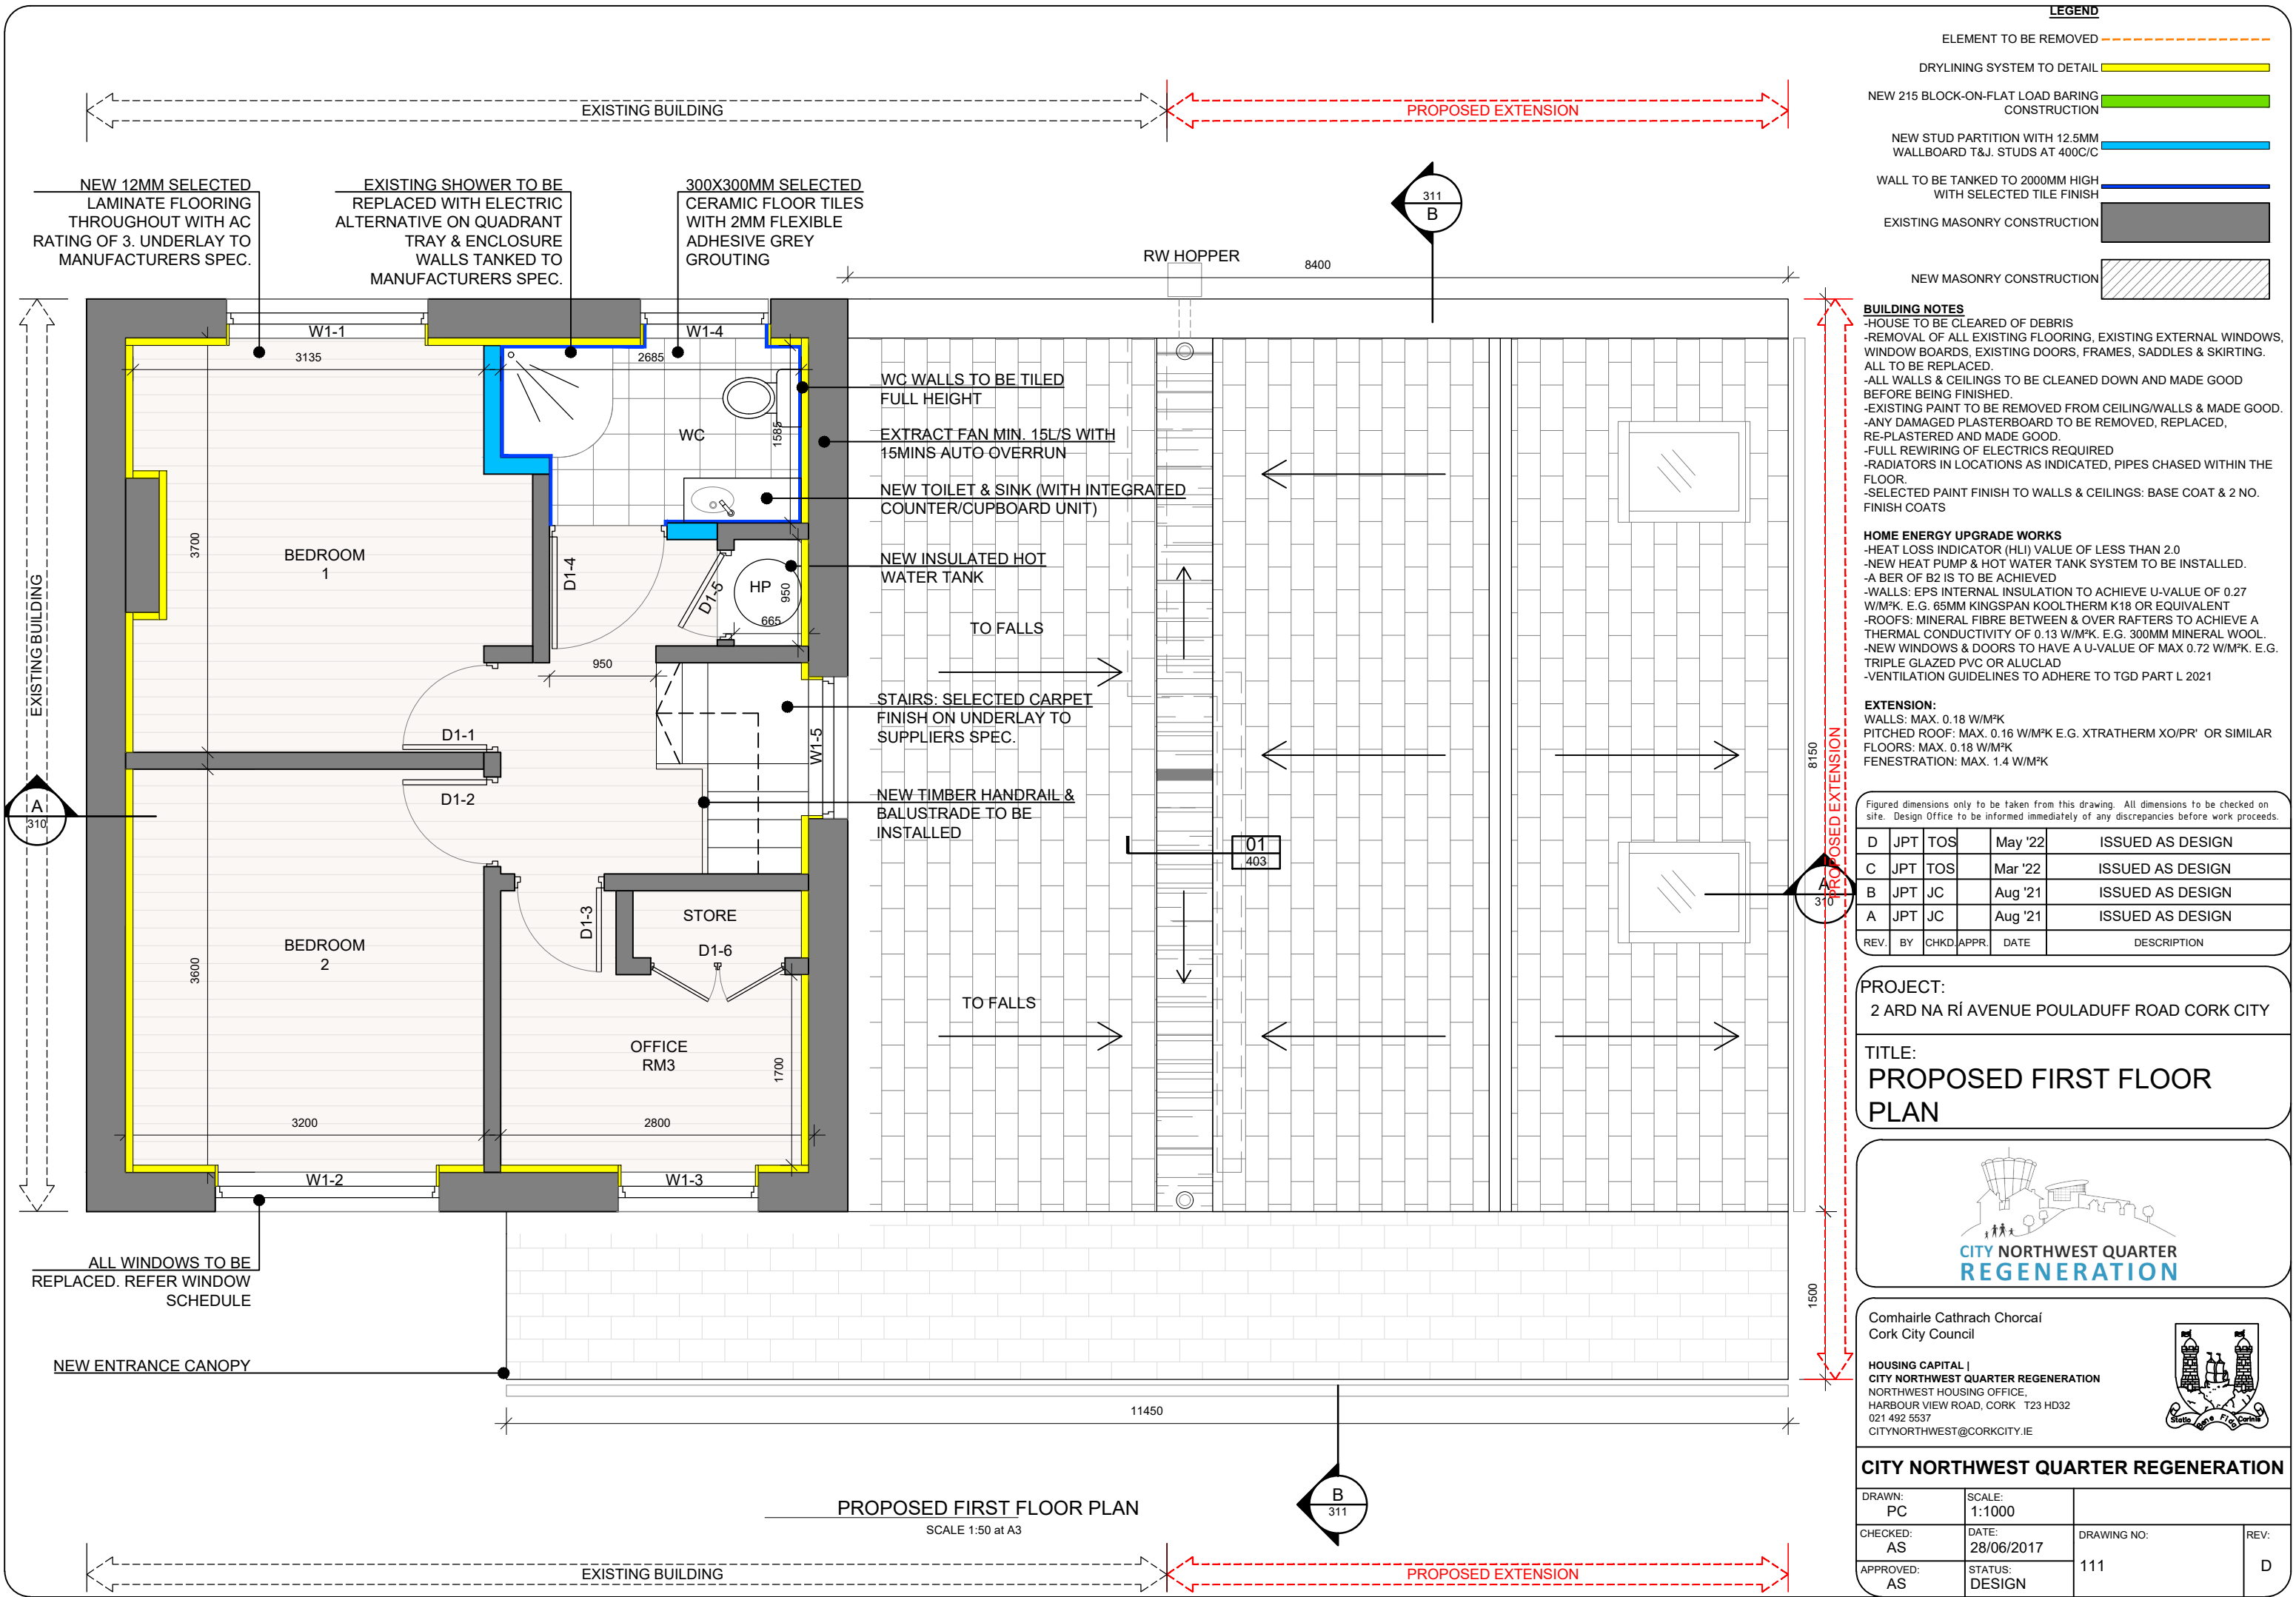 LEGEND
ELEMENT TO BE REMOVED
DRYLINING SYSTEM TO DETAIL
NEW 215 BLOCK-ON-FLAT LOAD BARING
CONSTRUCTION
NEW STUD PARTITION WITH 12.5MM
WALLBOARD T&J. STUDS AT 400C/C
WALL TO BE TANKED TO 2000MM HIGH
WITH SELECTED TILE FINISH
EXISTING MASONRY CONSTRUCTION
NEW MASONRY CONSTRUCTION
EXISTING BUILDING
PROPOSED EXTENSION
NEW 12MM SELECTED
LAMINATE FLOORING
THROUGHOUT WITH AC
RATING OF 3. UNDERLAY TO
MANUFACTURERS SPEC.
EXISTING SHOWER TO BE
REPLACED WITH ELECTRIC
ALTERNATIVE ON QUADRANT
TRAY & ENCLOSURE
WALLS TANKED TO
MANUFACTURERS SPEC.
300X300MM SELECTED
CERAMIC FLOOR TILES
WITH 2MM FLEXIBLE
ADHESIVE GREY
GROUTING
311
B
RW HOPPER
8400
W1-1
W1-4
3135
2685
WC
1585
WC WALLS TO BE TILED
FULL HEIGHT
EXTRACT FAN MIN. 15L/S WITH
15MINS AUTO OVERRUN
NEW TOILET & SINK (WITH INTEGRATED
COUNTER/CUPBOARD UNIT)
NEW INSULATED HOT
WATER TANK
3700
BEDROOM
1
D1-4
D1-5
HP
950
665
950
TO FALLS
STAIRS: SELECTED CARPET
FINISH ON UNDERLAY TO
SUPPLIERS SPEC.
W1-5
D1-1
D1-2
NEW TIMBER HANDRAIL &
BALUSTRADE TO BE
INSTALLED
EXISTING BUILDING
A
310
01
403
8150
PROPOSED EXTENSION
A
310
D1-3
STORE
D1-6
BEDROOM
2
3600
TO FALLS
OFFICE
RM3
1700
3200
2800
W1-2
W1-3
ALL WINDOWS TO BE
REPLACED. REFER WINDOW
SCHEDULE
1500
NEW ENTRANCE CANOPY
11450
B
311
PROPOSED FIRST FLOOR PLAN
SCALE 1:50 at A3
EXISTING BUILDING
PROPOSED EXTENSION
BUILDING NOTES
-HOUSE TO BE CLEARED OF DEBRIS
-REMOVAL OF ALL EXISTING FLOORING, EXISTING EXTERNAL WINDOWS,
WINDOW BOARDS, EXISTING DOORS, FRAMES, SADDLES & SKIRTING.
ALL TO BE REPLACED.
-ALL WALLS & CEILINGS TO BE CLEANED DOWN AND MADE GOOD
BEFORE BEING FINISHED.
-EXISTING PAINT TO BE REMOVED FROM CEILING/WALLS & MADE GOOD.
-ANY DAMAGED PLASTERBOARD TO BE REMOVED, REPLACED,
RE-PLASTERED AND MADE GOOD.
-FULL REWIRING OF ELECTRICS REQUIRED
-RADIATORS IN LOCATIONS AS INDICATED, PIPES CHASED WITHIN THE
FLOOR.
-SELECTED PAINT FINISH TO WALLS & CEILINGS: BASE COAT & 2 NO.
FINISH COATS
HOME ENERGY UPGRADE WORKS
-HEAT LOSS INDICATOR (HLI) VALUE OF LESS THAN 2.0
-NEW HEAT PUMP & HOT WATER TANK SYSTEM TO BE INSTALLED.
-A BER OF B2 IS TO BE ACHIEVED
-WALLS: EPS INTERNAL INSULATION TO ACHIEVE U-VALUE OF 0.27
W/M²K. E.G. 65MM KINGSPAN KOOLTHERM K18 OR EQUIVALENT
-ROOFS: MINERAL FIBRE BETWEEN & OVER RAFTERS TO ACHIEVE A
THERMAL CONDUCTIVITY OF 0.13 W/M²K. E.G. 300MM MINERAL WOOL.
-NEW WINDOWS & DOORS TO HAVE A U-VALUE OF MAX 0.72 W/M²K. E.G.
TRIPLE GLAZED PVC OR ALUCLAD
-VENTILATION GUIDELINES TO ADHERE TO TGD PART L 2021
EXTENSION:
WALLS: MAX. 0.18 W/M²K
PITCHED ROOF: MAX. 0.16 W/M²K E.G. XTRATHERM XO/PR' OR SIMILAR
FLOORS: MAX. 0.18 W/M²K
FENESTRATION: MAX. 1.4 W/M²K
Figured dimensions only to be taken from this drawing. All dimensions to be checked on
site. Design Office to be informed immediately of any discrepancies before work proceeds.
D JPT TOS May '22 ISSUED AS DESIGN
C JPT TOS Mar '22 ISSUED AS DESIGN
B JPT JC Aug '21 ISSUED AS DESIGN
A JPT JC Aug '21 ISSUED AS DESIGN
REV. BY CHKD. APPR. DATE DESCRIPTION
PROJECT:
2 ARD NA RÍ AVENUE POULADUFF ROAD CORK CITY
TITLE:
PROPOSED FIRST FLOOR
PLAN
CITY NORTHWEST QUARTER
REGENERATION
Comhairle Cathrach Chorcaí
Cork City Council
HOUSING CAPITAL |
CITY NORTHWEST QUARTER REGENERATION
NORTHWEST HOUSING OFFICE,
HARBOUR VIEW ROAD, CORK T23 HD32
021 492 5537
CITYNORTHWEST@CORKCITY.IE
Statio Bene Fida Carinis
CITY NORTHWEST QUARTER REGENERATION
DRAWN: PC
SCALE: 1:1000
CHECKED: AS
DATE: 28/06/2017
DRAWING NO: 111
REV: D
APPROVED: AS
STATUS: DESIGN